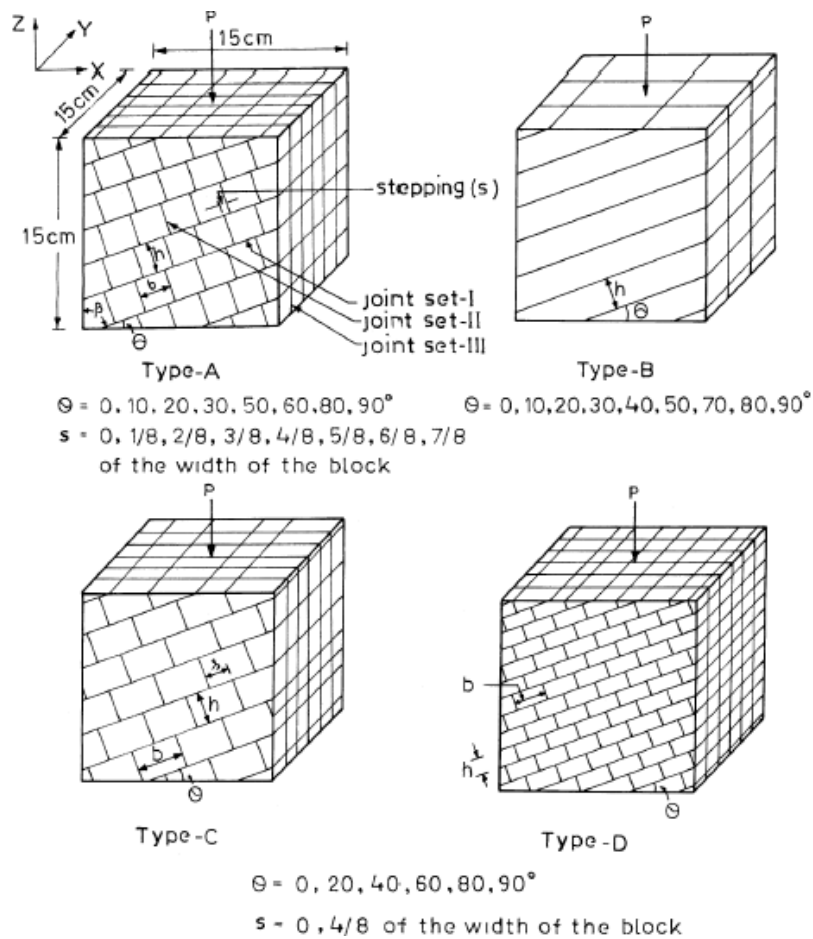 Z
Y
X
P
15cm
15cm
15cm
stepping (s)
h
b
β
θ
joint set-I
joint set-II
joint set-III
Type-A
P
h
θ
Type-B
θ = 0,10,20,30,50,60,80,90°
θ = 0,10,20,30,40,50,70,80,90°
s - 0, 1/8, 2/8, 3/8, 4/8, 5/8, 6/8, 7/8
of the width of the block
P
s
h
b
θ
Type-C
P
b
h
θ
Type-D
θ = 0, 20, 40, 60, 80, 90°
s - 0, 4/8 of the width of the block